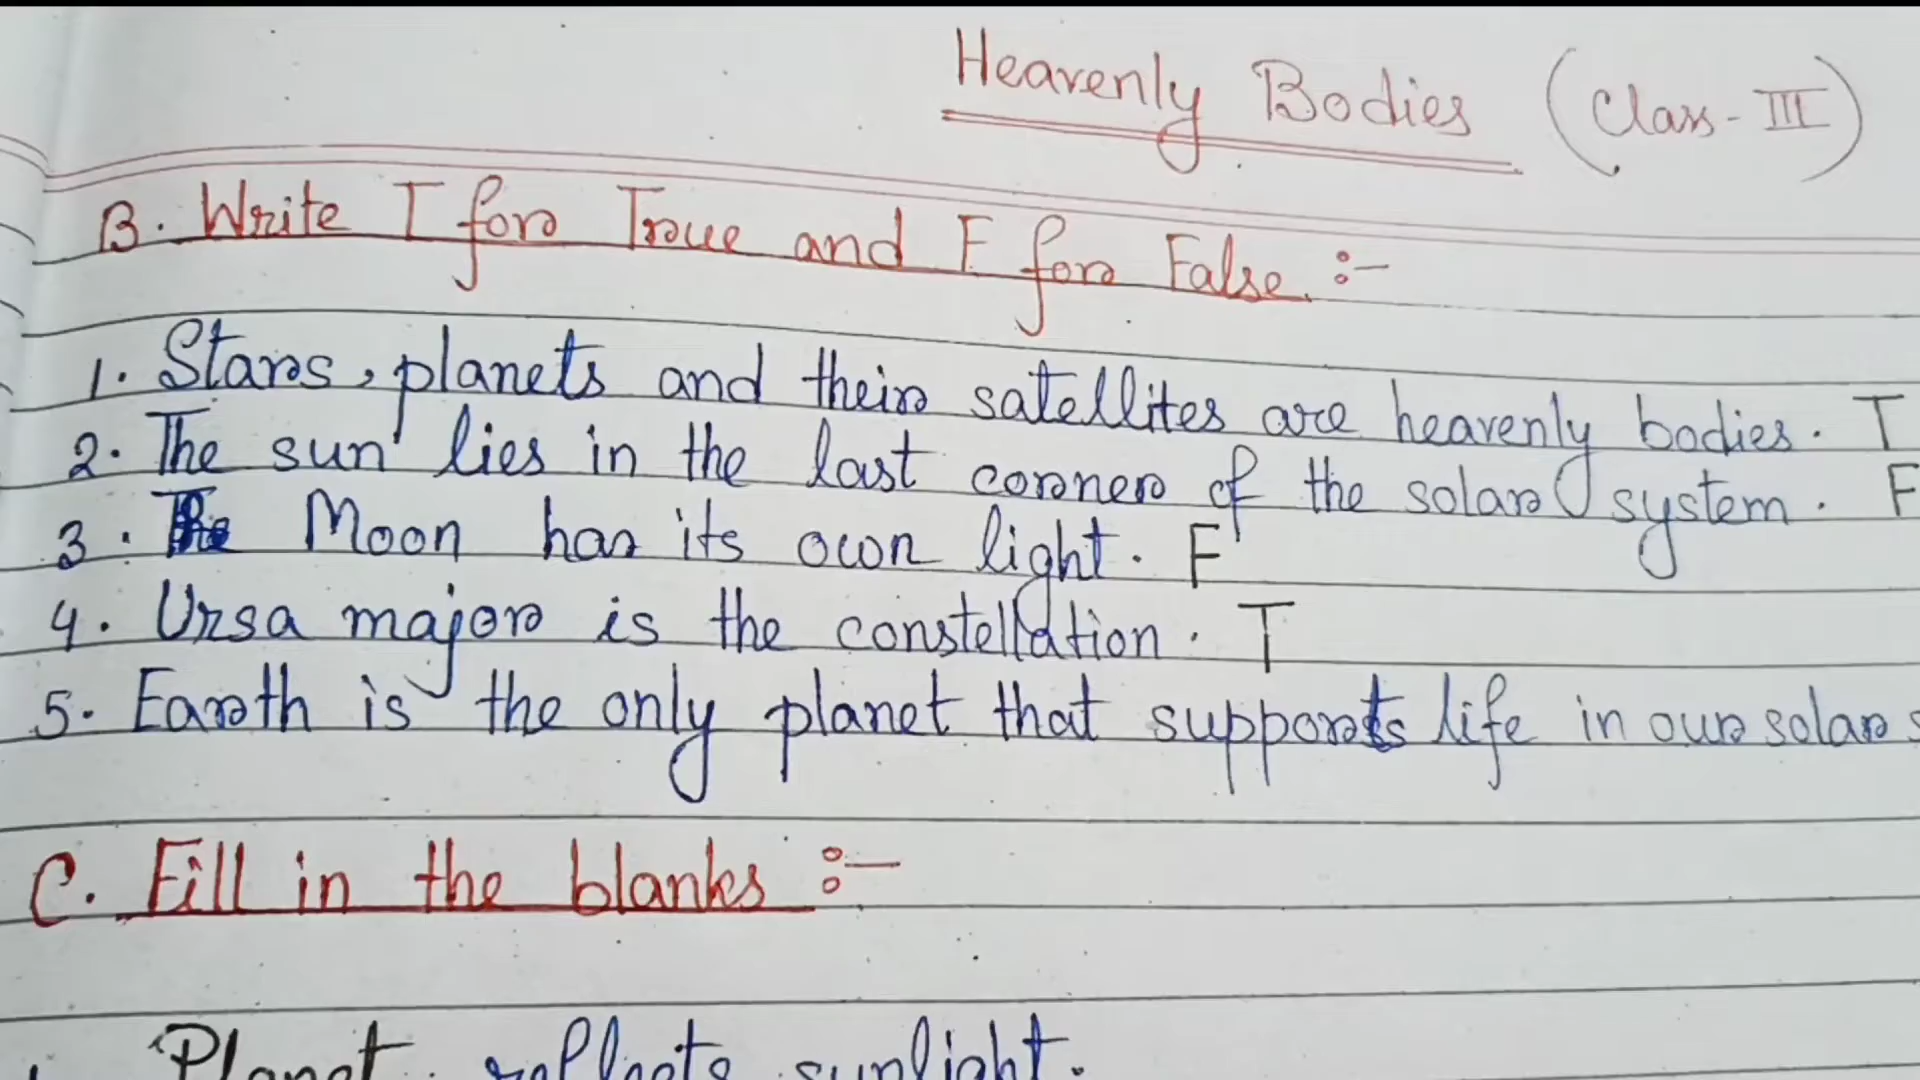 Heavenly Bodies (Class-III)
B. Write T for True and F for False :-
1. Stars, planets and their satellites are heavenly bodies. T
2. The sun lies in the last corner of the solar system. F
3. The Moon has its own light. F
4. Ursa major is the constellation. T
5. Earth is the only planet that supports life in our solar s
C. Fill in the blanks :-
Planet reflects sunlight.